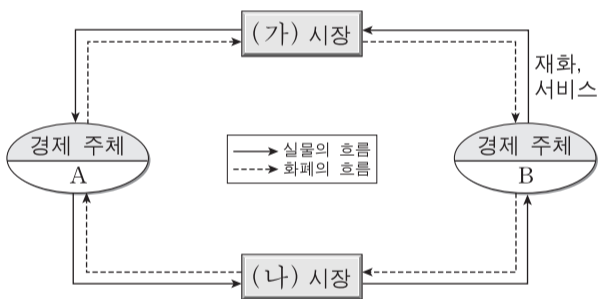 (가) 시장
재화,
서비스
경제 주체
A
실물의 흐름
화폐의 흐름
경제 주체
B
(나) 시장